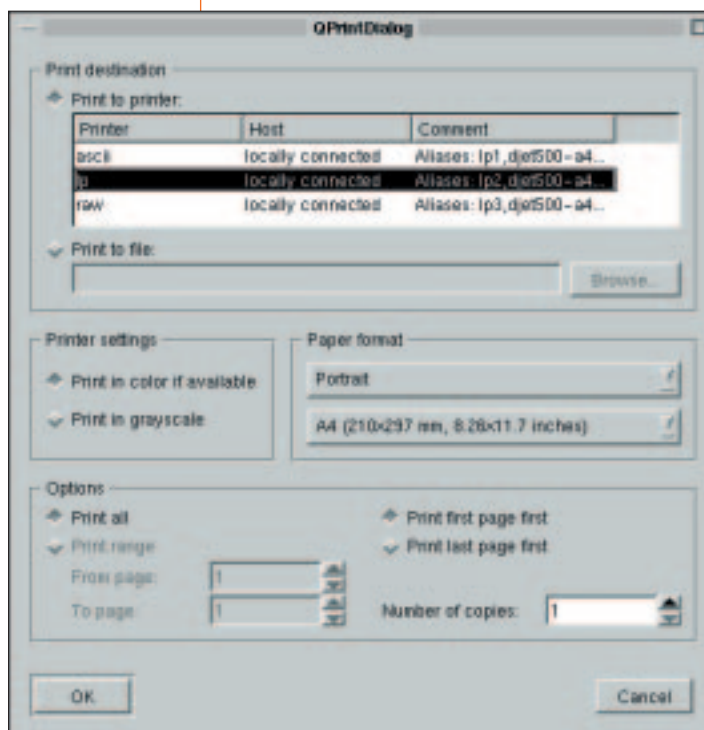 QPrintDialog
Print destination
Print to printer:
Printer Host Comment
ascii locally connected Aliases: lp1,djet500-a4...
lp locally connected Aliases: lp2,djet500-a4...
raw locally connected Aliases: lp3,djet500-a4...
Print to file:
Browse...
Printer settings
Print in color if available
Print in grayscale
Paper format
Portrait
A4 (210x297 mm, 8.26x11.7 inches)
Options
Print all
Print range
From page: 1
To page: 1
Print first page first
Print last page first
Number of copies: 1
OK Cancel